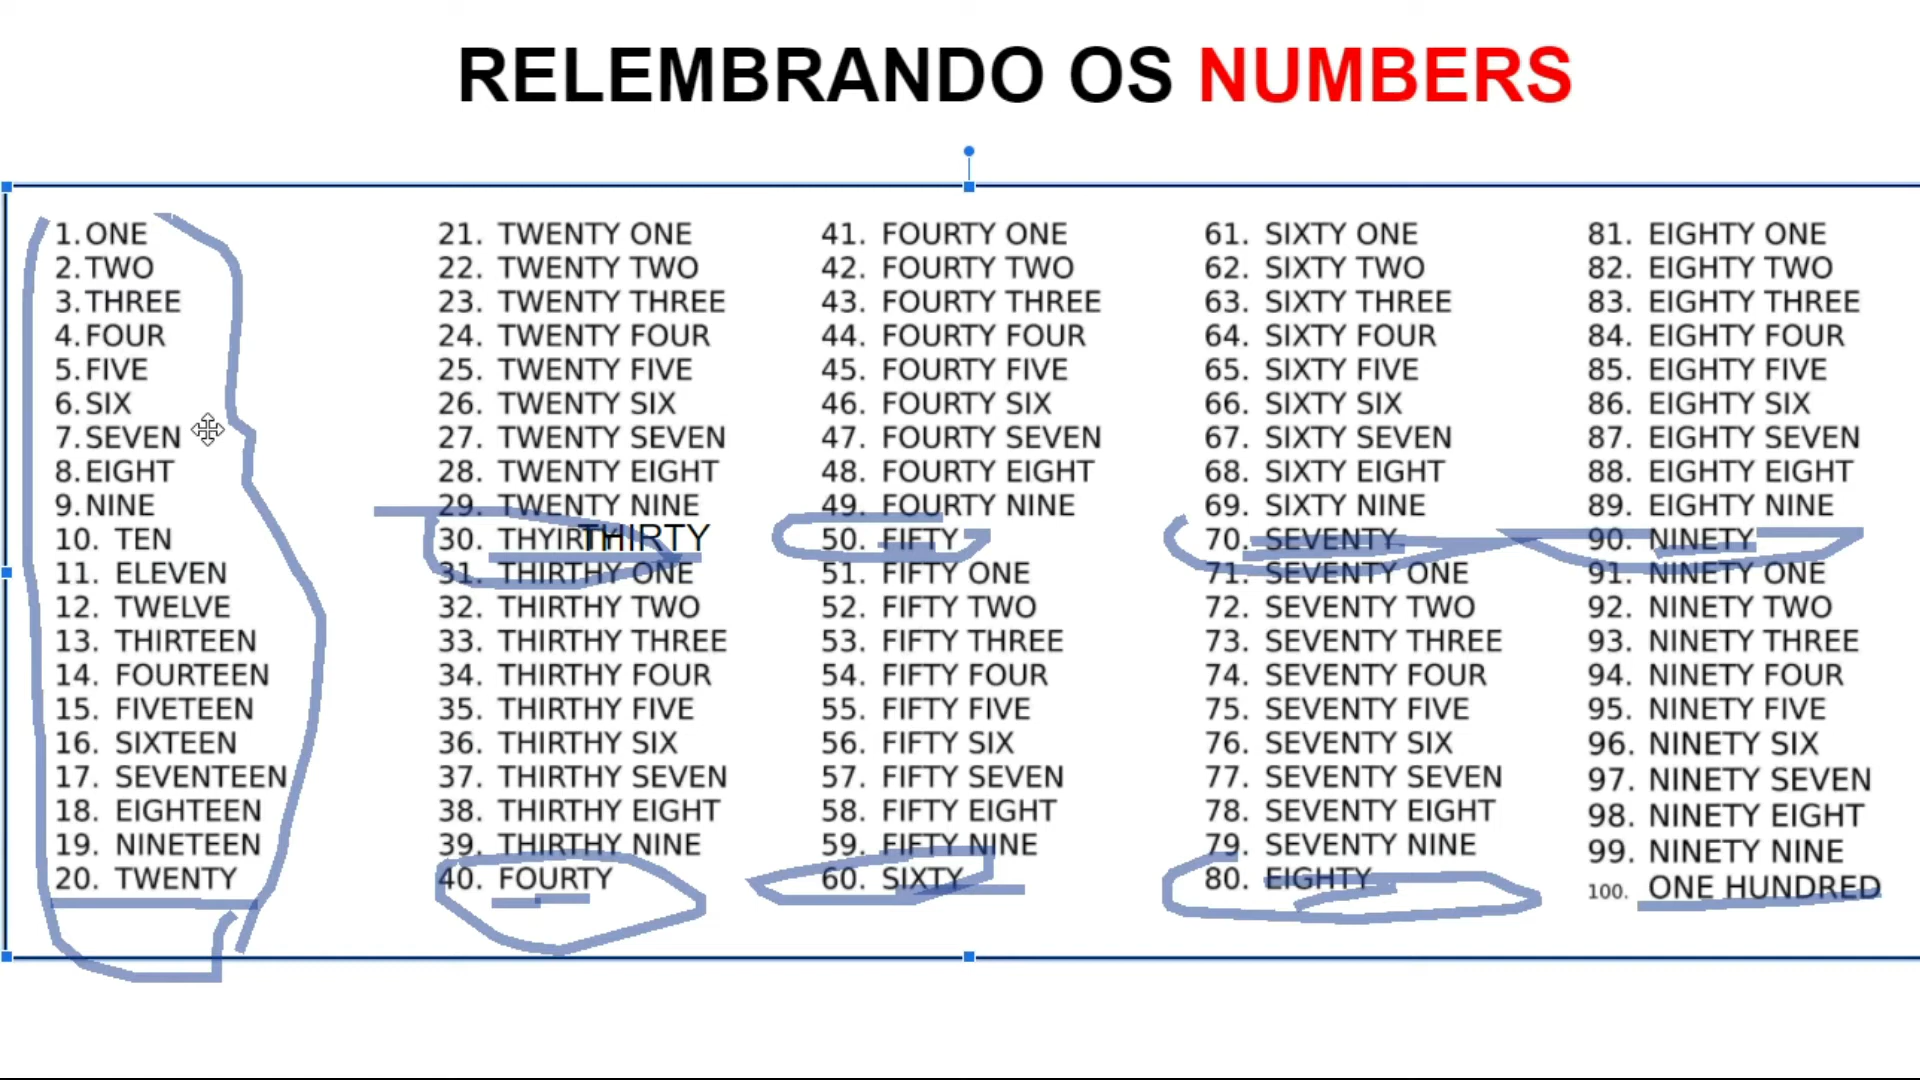 RELEMBRANDO OS NUMBERS
1. ONE
2. TWO
3. THREE
4. FOUR
5. FIVE
6. SIX
7. SEVEN
8. EIGHT
9. NINE
10. TEN
11. ELEVEN
12. TWELVE
13. THIRTEEN
14. FOURTEEN
15. FIVETEEN
16. SIXTEEN
17. SEVENTEEN
18. EIGHTEEN
19. NINETEEN
20. TWENTY
21. TWENTY ONE
22. TWENTY TWO
23. TWENTY THREE
24. TWENTY FOUR
25. TWENTY FIVE
26. TWENTY SIX
27. TWENTY SEVEN
28. TWENTY EIGHT
29. TWENTY NINE
30. THIRTY
31. THIRTHY ONE
32. THIRTHY TWO
33. THIRTHY THREE
34. THIRTHY FOUR
35. THIRTHY FIVE
36. THIRTHY SIX
37. THIRTHY SEVEN
38. THIRTHY EIGHT
39. THIRTHY NINE
40. FOURTY
41. FOURTY ONE
42. FOURTY TWO
43. FOURTY THREE
44. FOURTY FOUR
45. FOURTY FIVE
46. FOURTY SIX
47. FOURTY SEVEN
48. FOURTY EIGHT
49. FOURTY NINE
50. FIFTY
51. FIFTY ONE
52. FIFTY TWO
53. FIFTY THREE
54. FIFTY FOUR
55. FIFTY FIVE
56. FIFTY SIX
57. FIFTY SEVEN
58. FIFTY EIGHT
59. FIFTY NINE
60. SIXTY
61. SIXTY ONE
62. SIXTY TWO
63. SIXTY THREE
64. SIXTY FOUR
65. SIXTY FIVE
66. SIXTY SIX
67. SIXTY SEVEN
68. SIXTY EIGHT
69. SIXTY NINE
70. SEVENTY
71. SEVENTY ONE
72. SEVENTY TWO
73. SEVENTY THREE
74. SEVENTY FOUR
75. SEVENTY FIVE
76. SEVENTY SIX
77. SEVENTY SEVEN
78. SEVENTY EIGHT
79. SEVENTY NINE
80. EIGHTY
81. EIGHTY ONE
82. EIGHTY TWO
83. EIGHTY THREE
84. EIGHTY FOUR
85. EIGHTY FIVE
86. EIGHTY SIX
87. EIGHTY SEVEN
88. EIGHTY EIGHT
89. EIGHTY NINE
90. NINETY
91. NINETY ONE
92. NINETY TWO
93. NINETY THREE
94. NINETY FOUR
95. NINETY FIVE
96. NINETY SIX
97. NINETY SEVEN
98. NINETY EIGHT
99. NINETY NINE
100. ONE HUNDRED